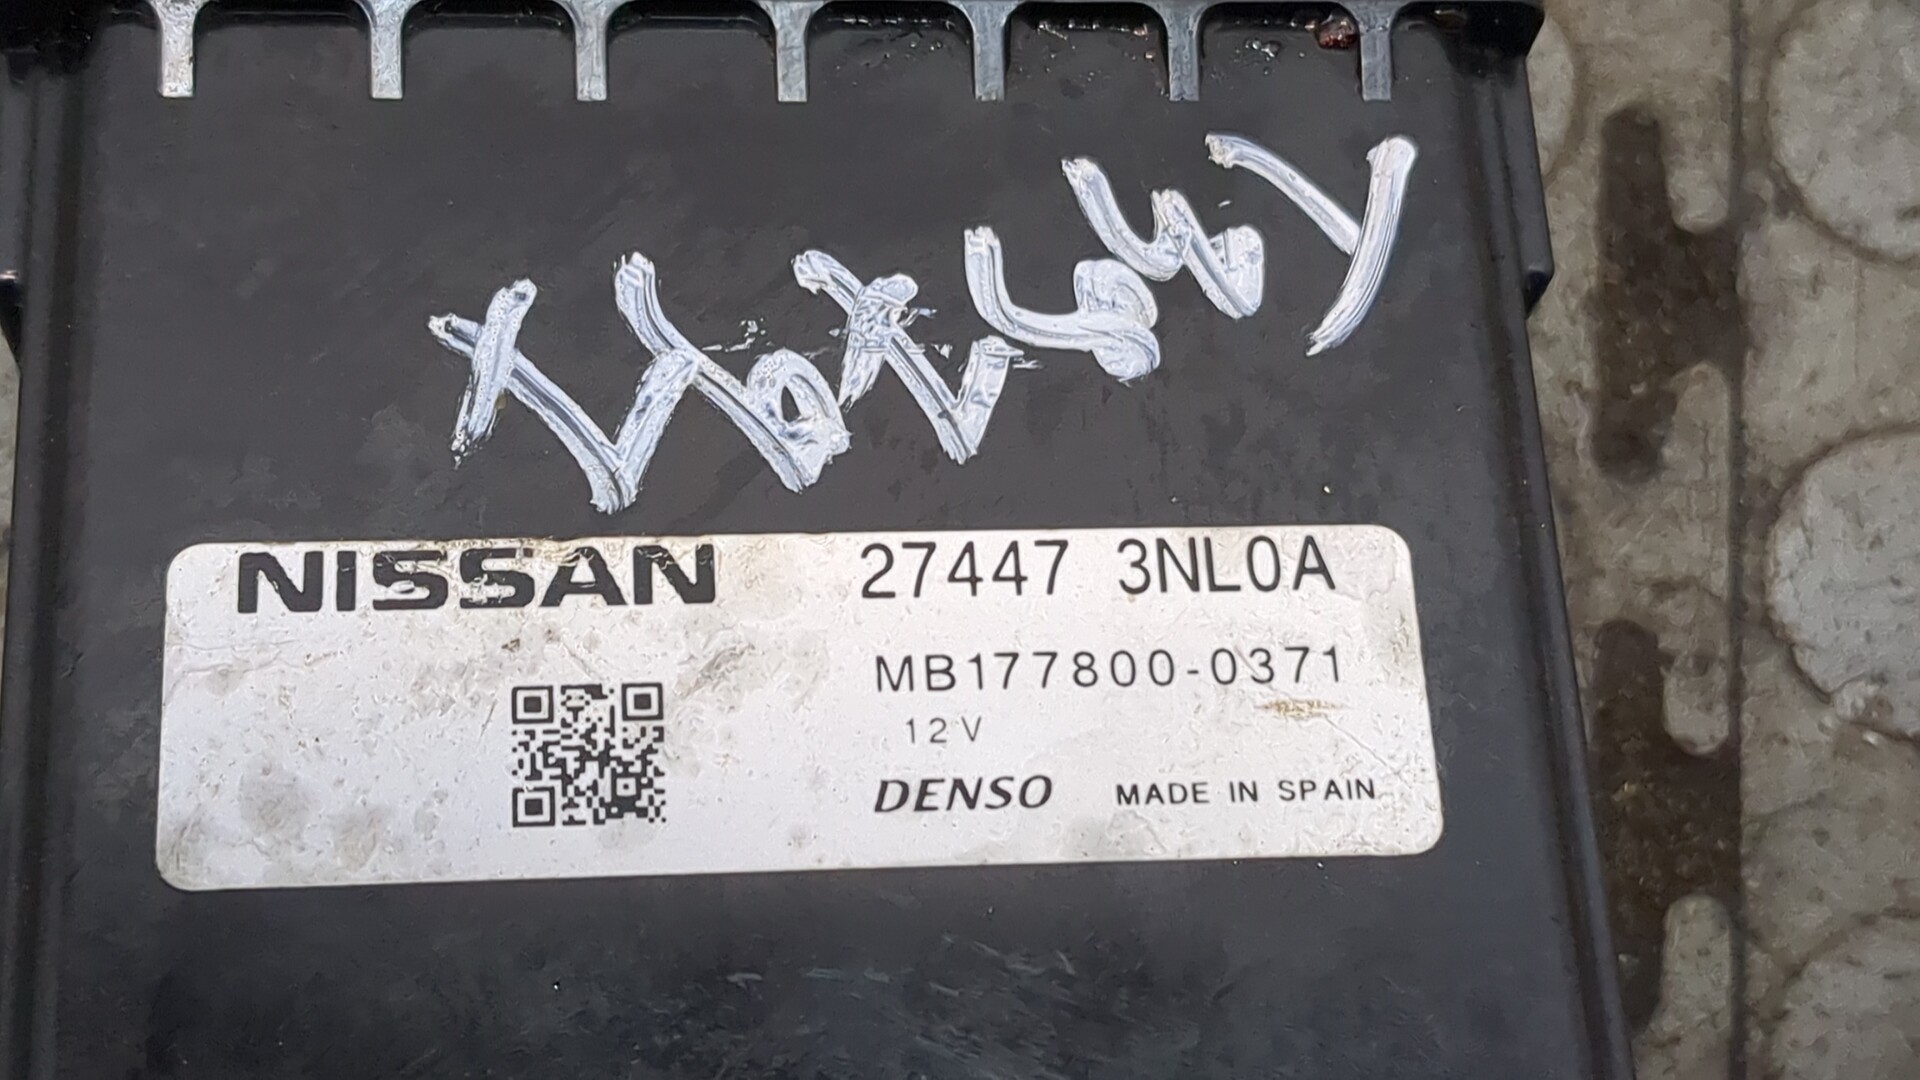 NISSAN 27447 3NL0A
MB177800-0371
12V
DENSO MADE IN SPAIN